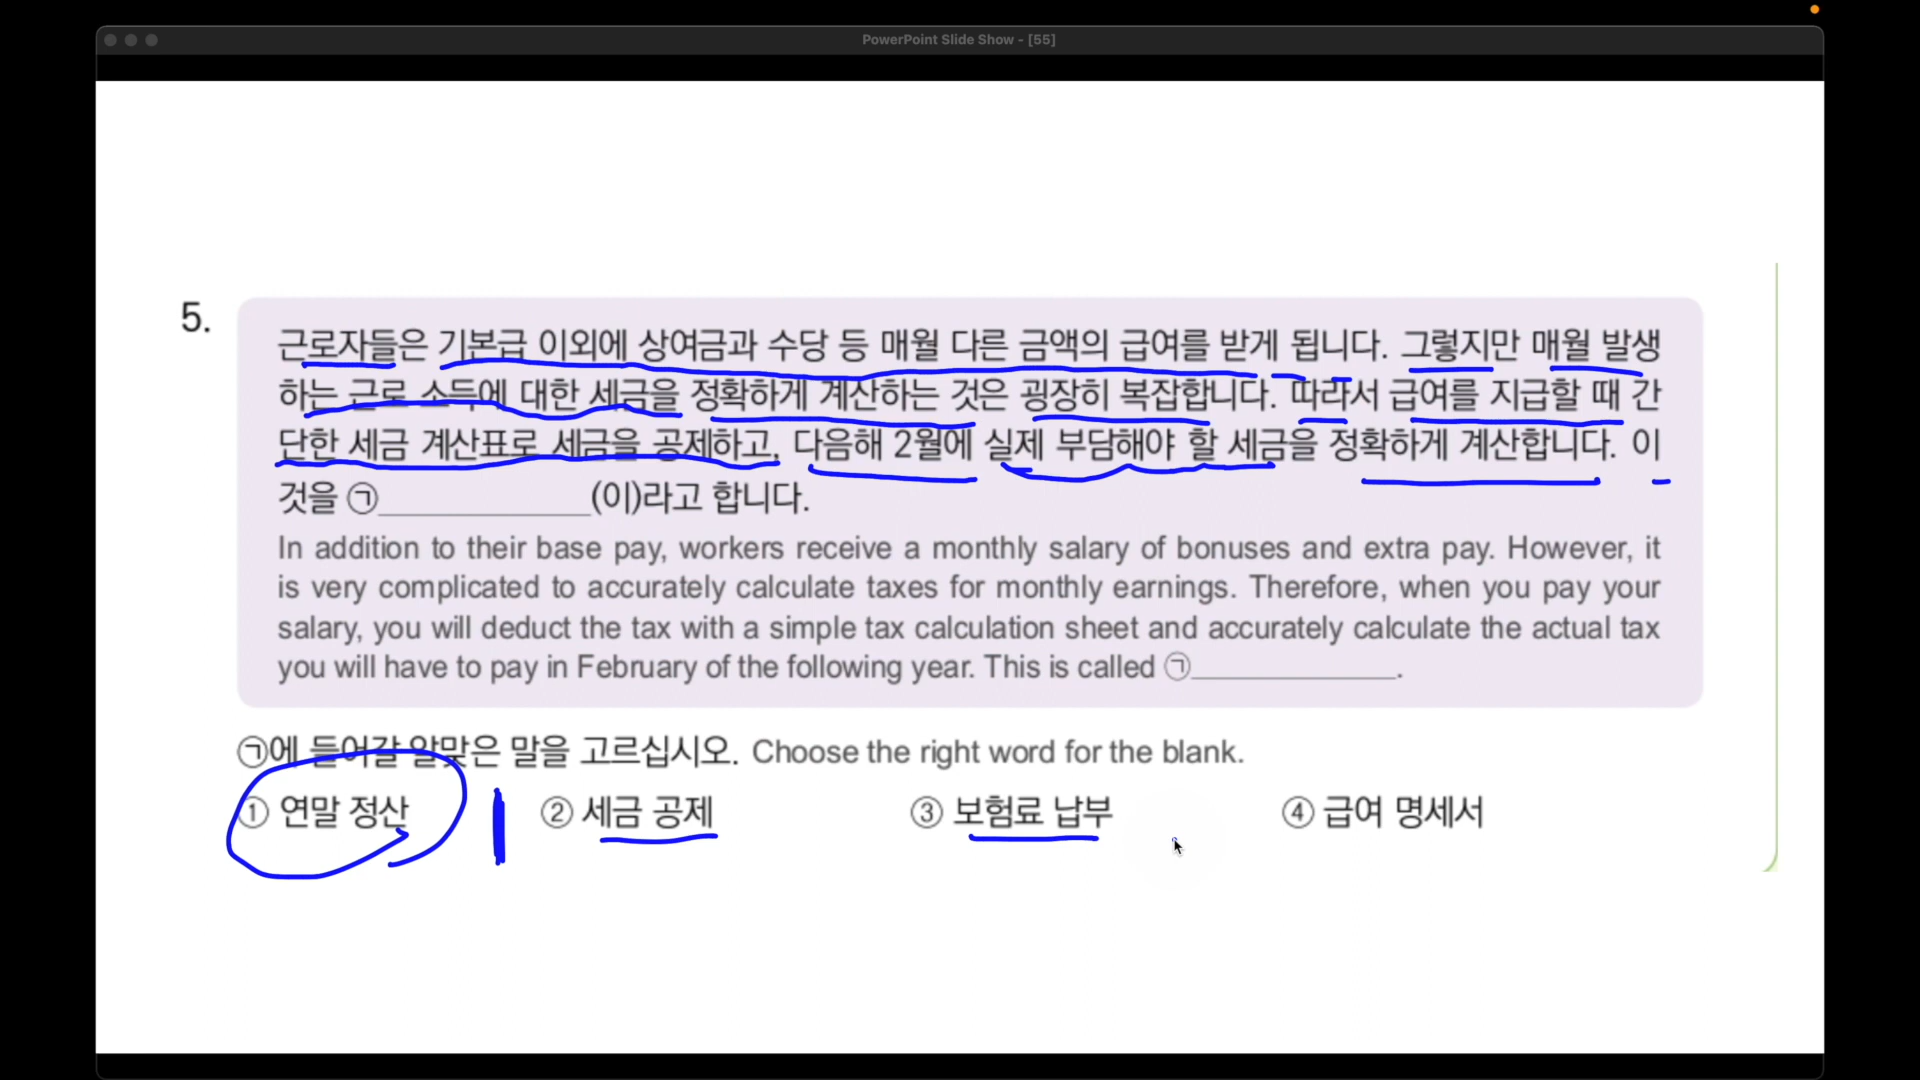 PowerPoint Slide Show - [55]
5.
근로자들은 기본급 이외에 상여금과 수당 등 매월 다른 금액의 급여를 받게 됩니다. 그렇지만 매월 발생
하는 근로 소득에 대한 세금을 정확하게 계산하는 것은 굉장히 복잡합니다. 따라서 급여를 지급할 때 간
단한 세금 계산표로 세금을 공제하고, 다음해 2월에 실제 부담해야 할 세금을 정확하게 계산합니다. 이
것을 ㉠____________(이)라고 합니다.
In addition to their base pay, workers receive a monthly salary of bonuses and extra pay. However, it
is very complicated to accurately calculate taxes for monthly earnings. Therefore, when you pay your
salary, you will deduct the tax with a simple tax calculation sheet and accurately calculate the actual tax
you will have to pay in February of the following year. This is called ㉠____________.
㉠에 들어갈 알맞은 말을 고르십시오. Choose the right word for the blank.
① 연말 정산 ② 세금 공제 ③ 보험료 납부 ④ 급여 명세서